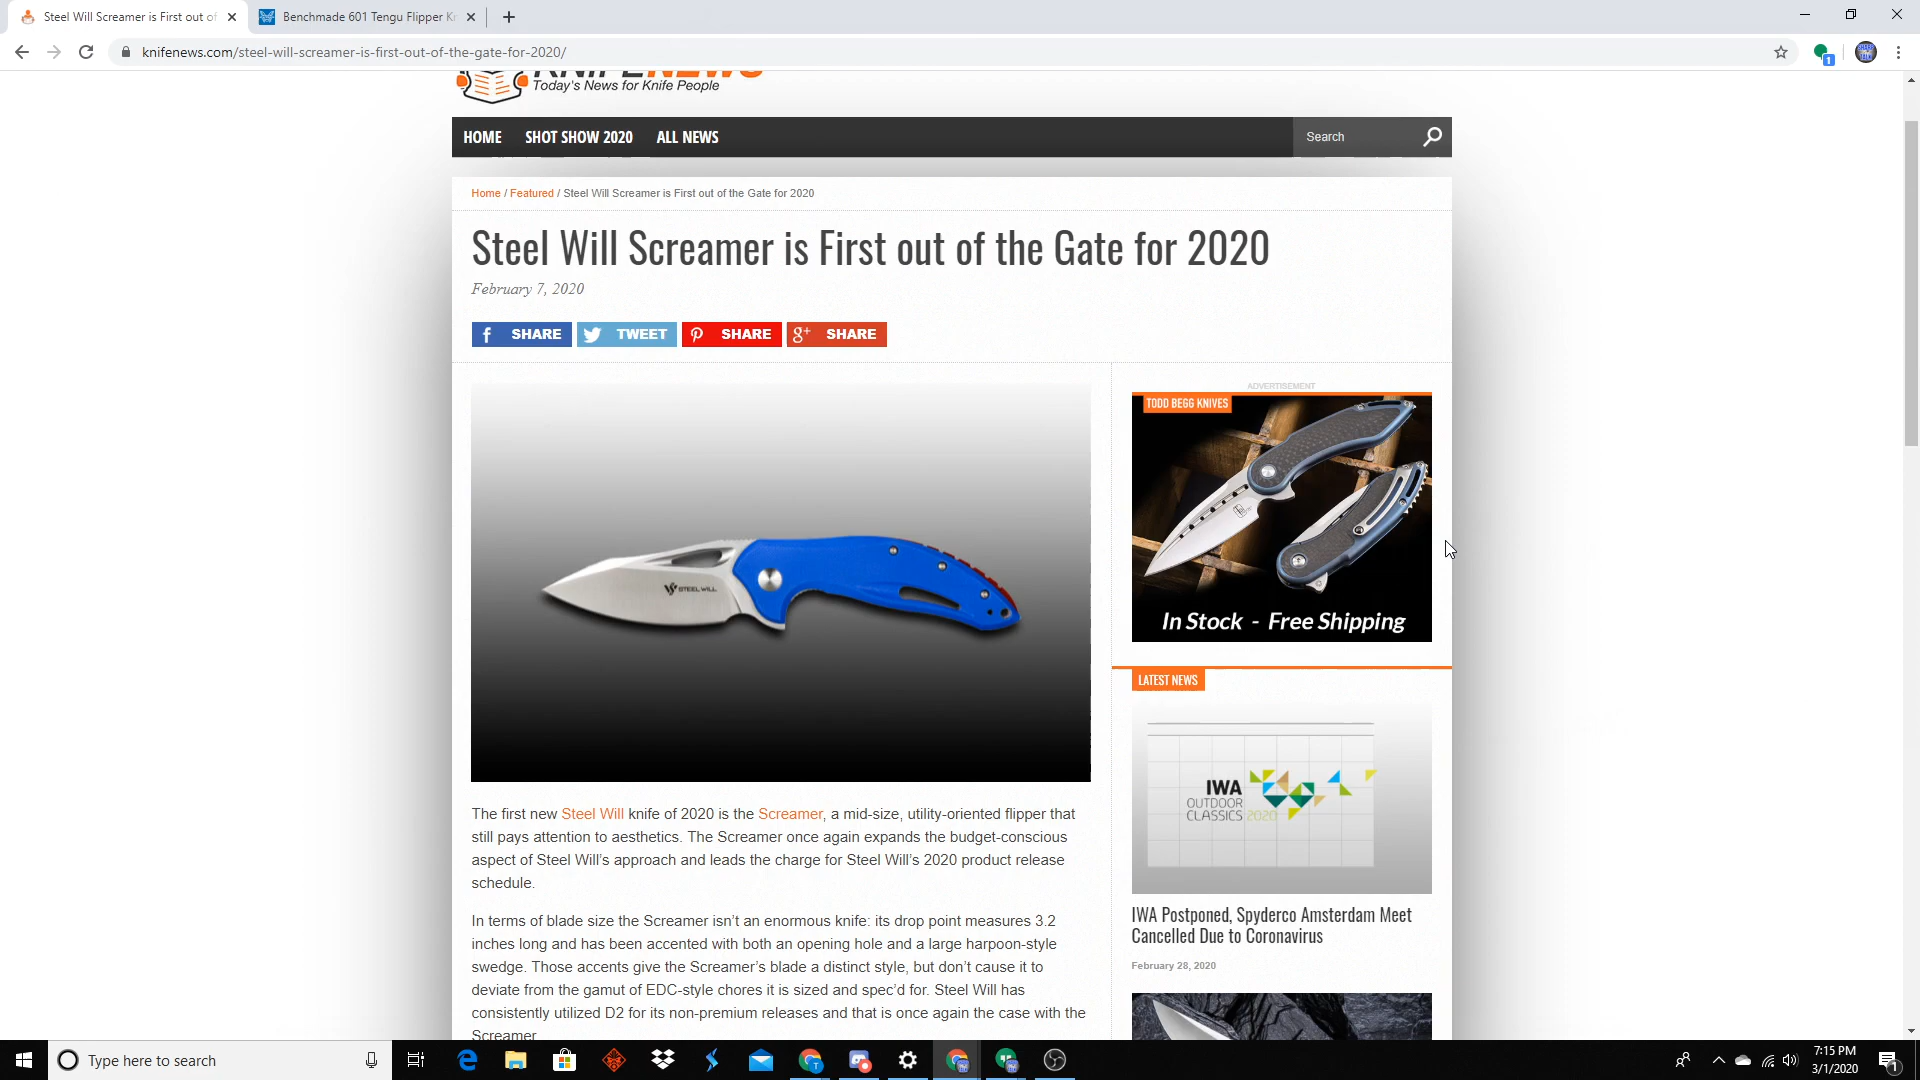 Steel Will Screamer is First out of
Benchmade 601 Tengu Flipper Kn
knifenews.com/steel-will-screamer-is-first-out-of-the-gate-for-2020/
1
KNIFENEWS
Today's News for Knife People
HOME
SHOT SHOW 2020
ALL NEWS
Search
Home / Featured / Steel Will Screamer is First out of the Gate for 2020
Steel Will Screamer is First out of the Gate for 2020
February 7, 2020
SHARE
TWEET
SHARE
SHARE
STEEL WILL
The first new Steel Will knife of 2020 is the Screamer, a mid-size, utility-oriented flipper that
still pays attention to aesthetics. The Screamer once again expands the budget-conscious
aspect of Steel Will's approach and leads the charge for Steel Will's 2020 product release
schedule.
In terms of blade size the Screamer isn't an enormous knife: its drop point measures 3.2
inches long and has been accented with both an opening hole and a large harpoon-style
swedge. Those accents give the Screamer's blade a distinct style, but don't cause it to
deviate from the gamut of EDC-style chores it is sized and spec'd for. Steel Will has
consistently utilized D2 for its non-premium releases and that is once again the case with the
Screamer.
ADVERTISEMENT
TODD BEGG KNIVES
In Stock - Free Shipping
LATEST NEWS
IWA
OUTDOOR
CLASSICS 2020
IWA Postponed, Spyderco Amsterdam Meet
Cancelled Due to Coronavirus
February 28, 2020
Type here to search
7:15 PM
3/1/2020
1